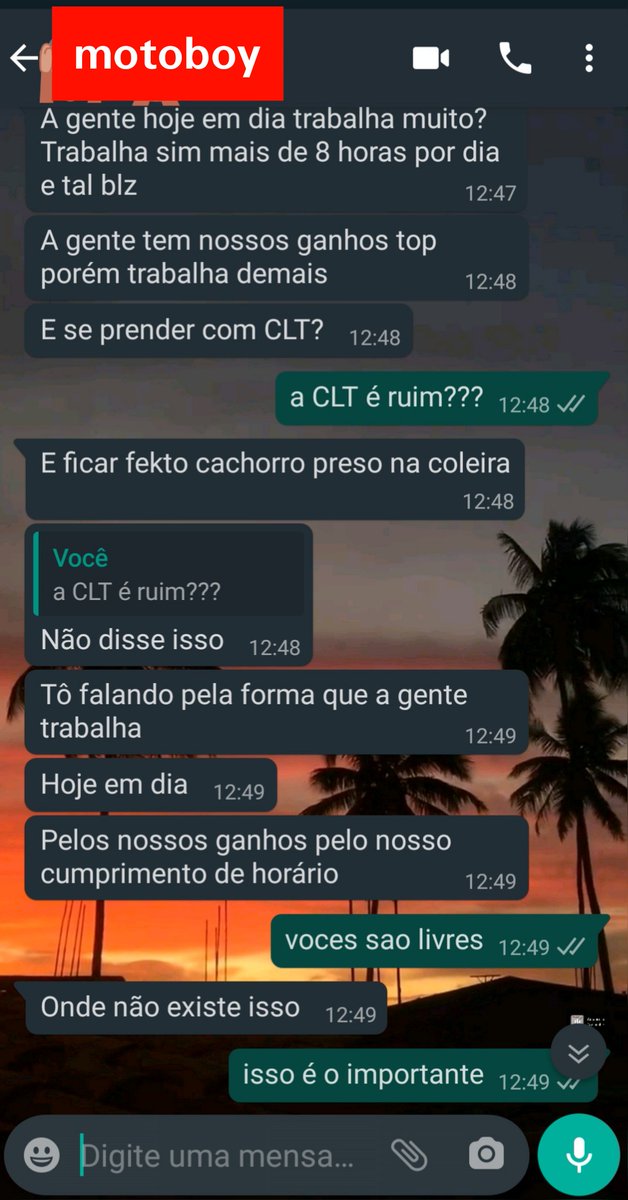 motoboy
A gente hoje em dia trabalha muito?
Trabalha sim mais de 8 horas por dia
e tal blz
12:47
A gente tem nossos ganhos top
porém trabalha demais
12:48
E se prender com CLT?
12:48
a CLT é ruim???
12:48
E ficar fekto cachorro preso na coleira
12:48
Você
a CLT é ruim???
Não disse isso
12:48
Tô falando pela forma que a gente
trabalha
12:49
Hoje em dia
12:49
Pelos nossos ganhos pelo nosso
cumprimento de horário
12:49
voces sao livres
12:49
Onde não existe isso
12:49
isso é o importante
12:49
Digite uma mensa...